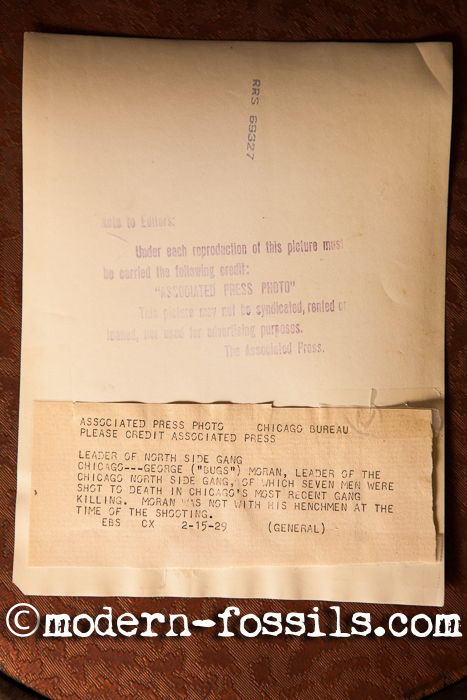 RRS 69327
Note to Editors:
Under each reproduction of this picture must
be carried the following credit:
"ASSOCIATED PRESS PHOTO"
This picture may not be syndicated, rented or
loaned, nor used for advertising purposes.
The Associated Press.
ASSOCIATED PRESS PHOTO CHICAGO BUREAU
PLEASE CREDIT ASSOCIATED PRESS
LEADER OF NORTH SIDE GANG
CHICAGO---GEORGE ("BUGS") MORAN, LEADER OF THE
CHICAGO NORTH SIDE GANG, OF WHICH SEVEN MEN WERE
SHOT TO DEATH IN CHICAGO'S MOST RECENT GANG
KILLING. MORAN WAS NOT WITH HIS HENCHMEN AT THE
TIME OF THE SHOOTING.
EBS CX 2-15-29 (GENERAL)
©modern-fossils.com